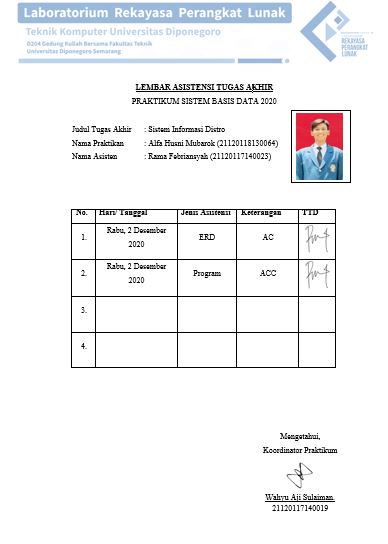 Laboratorium Rekayasa Perangkat Lunak
Teknik Komputer Universitas Diponegoro
D204 Gedung Kuliah Bersama Fakultas Teknik
Universitas Diponegoro Semarang
LABORATORIUM
REKAYASA
PERANGKAT
LUNAK
LEMBAR ASISTENSI TUGAS AKHIR
PRAKTIKUM SISTEM BASIS DATA 2020
Judul Tugas Akhir : Sistem Informasi Distro
Nama Praktikan : Alfa Husni Mubarok (21120118130064)
Nama Asisten : Rama Febriansyah (21120117140023)
No. Hari/ Tanggal Jenis Asistensi Keterangan TTD
1. Rabu, 2 Desember 2020 ERD AC
2. Rabu, 2 Desember 2020 Program ACC
3.
4.
Mengetahui,
Koordinator Praktikum
Wahyu Aji Sulaiman.
21120117140019